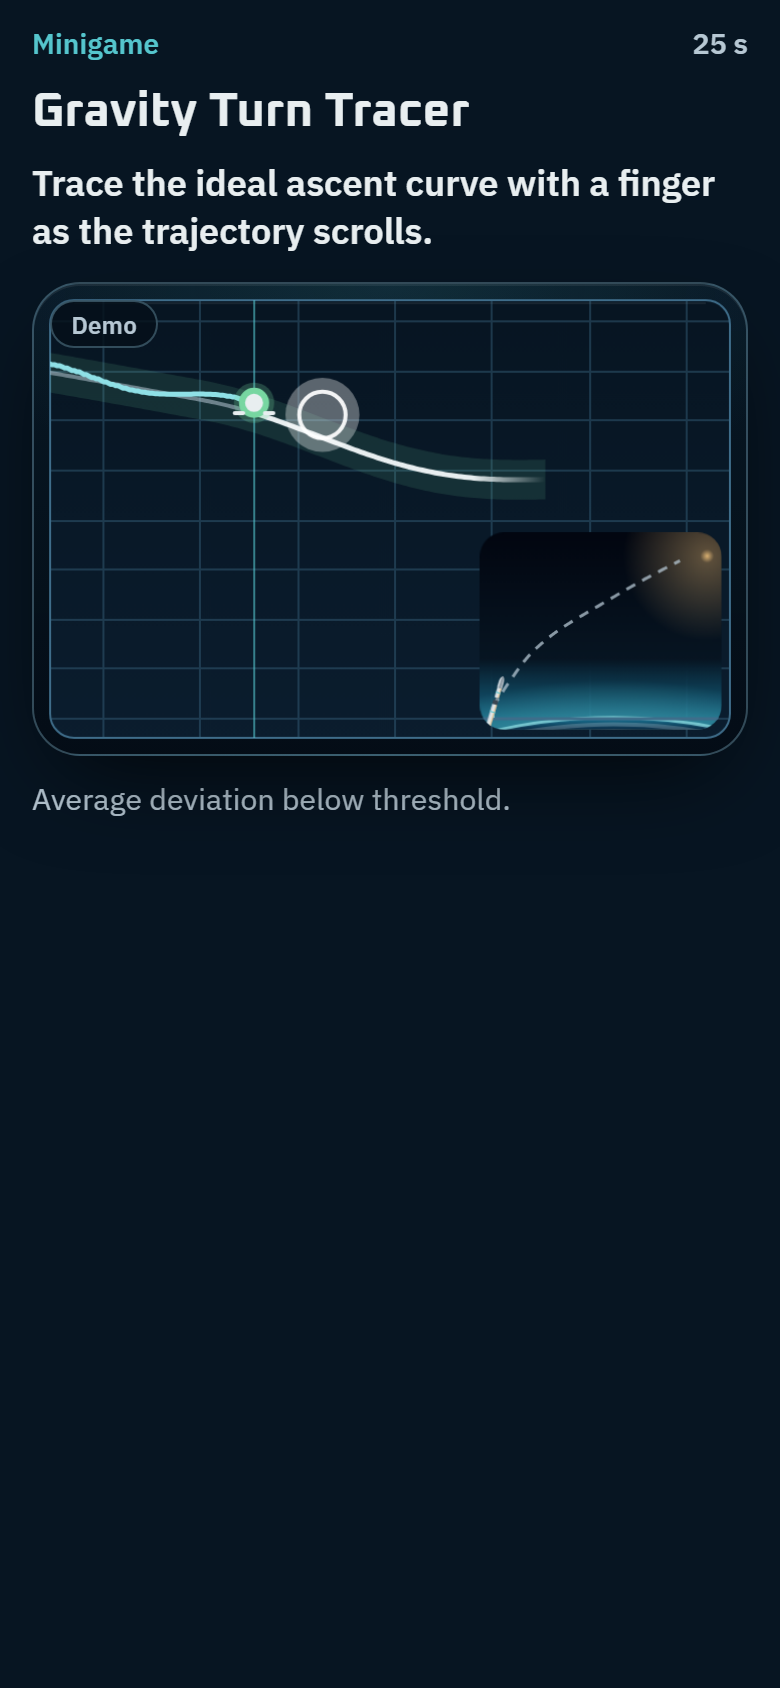 Minigame
25 s
Gravity Turn Tracer
Trace the ideal ascent curve with a finger
as the trajectory scrolls.
Demo
Average deviation below threshold.